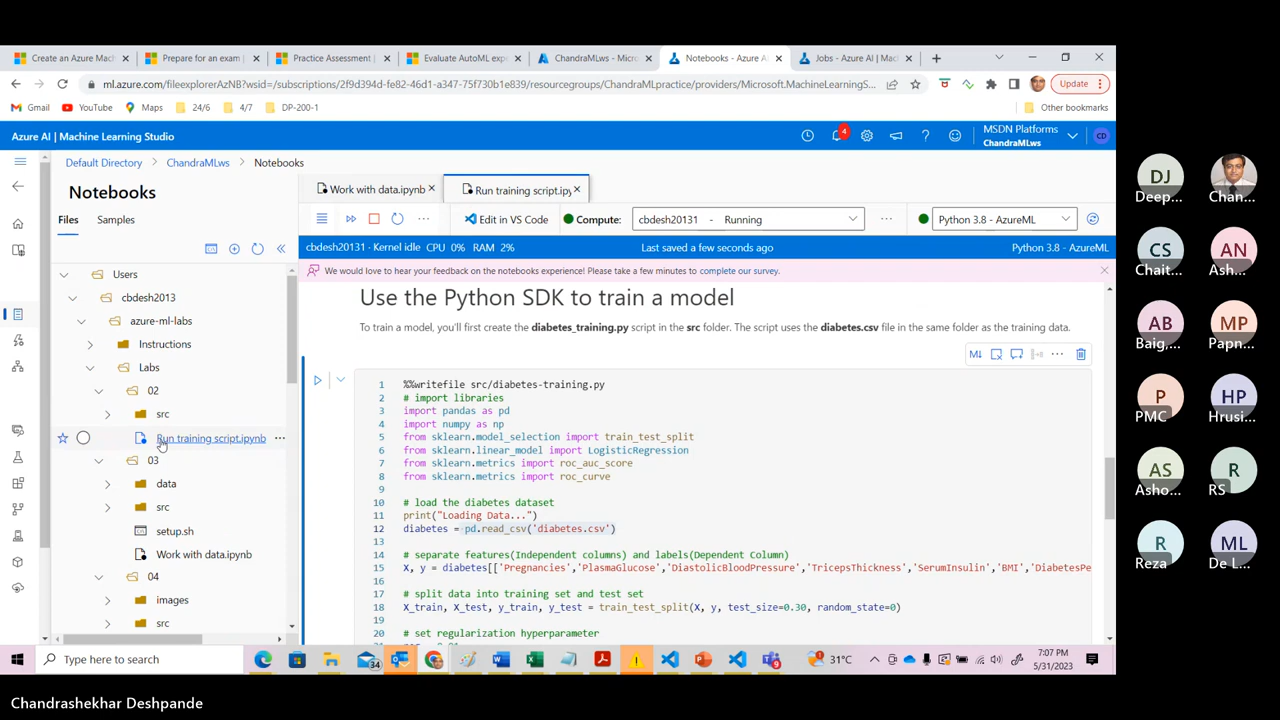 Create an Azure Mach
Prepare for an exam |
Practice Assessment |
Evaluate AutoML exp
ChandraMLws - Micro
Notebooks - Azure AI
Jobs - Azure AI | Mac
ml.azure.com/fileexplorerAzNB?wsid=/subscriptions/2f9d394d-fe82-46d1-a347-75f730b1e839/resourcegroups/ChandraMLpractice/providers/Microsoft.MachineLearningS...
Update
Gmail
YouTube
Maps
24/6
4/7
DP-200-1
Other bookmarks
Azure AI | Machine Learning Studio
4
MSDN Platforms
ChandraMLws
CD
Default Directory
ChandraMLws
Notebooks
Notebooks
Files
Samples
Users
cbdesh2013
azure-ml-labs
Instructions
Labs
02
src
Run training script.ipynb
03
data
src
setup.sh
Work with data.ipynb
04
images
src
Work with data.ipynb
Run training script.ipy
Edit in VS Code
Compute:
cbdesh20131 - Running
Python 3.8 - AzureML
cbdesh20131 - Kernel idle CPU 0% RAM 2%
Last saved a few seconds ago
Python 3.8 - AzureML
We would love to hear your feedback on the notebooks experience! Please take a few minutes to complete our survey.
Use the Python SDK to train a model
To train a model, you'll first create the diabetes_training.py script in the src folder. The script uses the diabetes.csv file in the same folder as the training data.
M↓
1 %%writefile src/diabetes-training.py
2 # import libraries
3 import pandas as pd
4 import numpy as np
5 from sklearn.model_selection import train_test_split
6 from sklearn.linear_model import LogisticRegression
7 from sklearn.metrics import roc_auc_score
8 from sklearn.metrics import roc_curve
9
10 # load the diabetes dataset
11 print("Loading Data...")
12 diabetes = pd.read_csv('diabetes.csv')
13
14 # separate features(Independent columns) and labels(Dependent Column)
15 X, y = diabetes[['Pregnancies','PlasmaGlucose','DiastolicBloodPressure','TricepsThickness','SerumInsulin','BMI','DiabetesPe
16
17 # split data into training set and test set
18 X_train, X_test, y_train, y_test = train_test_split(X, y, test_size=0.30, random_state=0)
19
20 # set regularization hyperparameter
Type here to search
34
9
31°C
7:07 PM
5/31/2023
DJ
Deep...
Chan...
CS
Chait...
AN
Ash...
AB
Baig,...
MP
Papn...
PMC
HP
Hrusi...
AS
Asho...
R
RS
R
Reza
ML
De L...
Chandrashekhar Deshpande